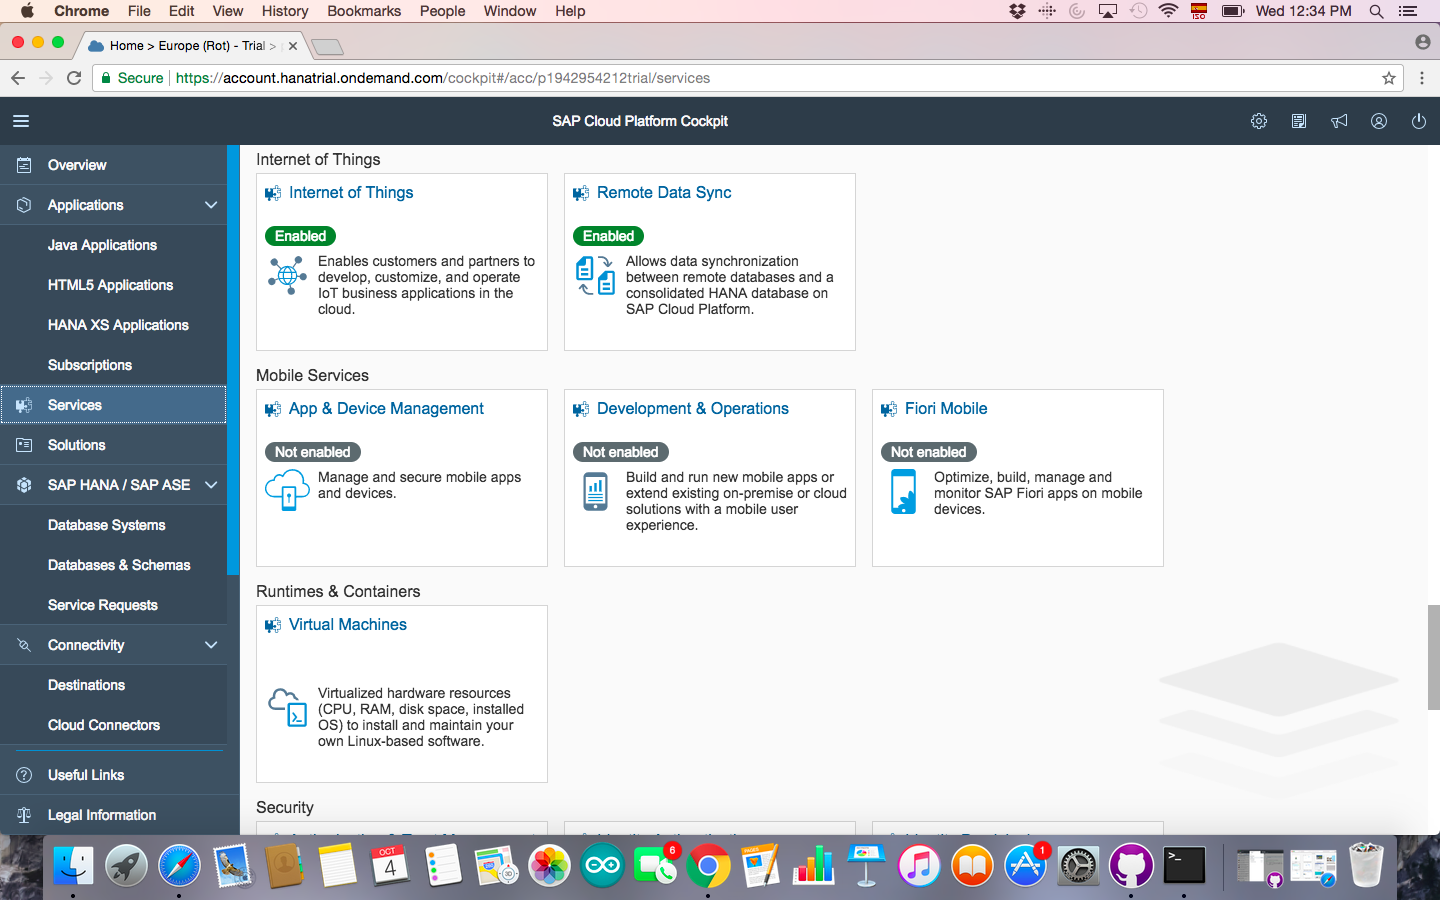 Chrome File Edit View History Bookmarks People Window Help
ISO Wed 12:34 PM
Home > Europe (Rot) - Trial >
Secure https://account.hanatrial.ondemand.com/cockpit#/acc/p1942954212trial/services
SAP Cloud Platform Cockpit
Overview
Applications
Java Applications
HTML5 Applications
HANA XS Applications
Subscriptions
Services
Solutions
SAP HANA / SAP ASE
Database Systems
Databases & Schemas
Service Requests
Connectivity
Destinations
Cloud Connectors
Useful Links
Legal Information
Internet of Things
Internet of Things
Enabled
Enables customers and partners to
develop, customize, and operate
IoT business applications in the
cloud.
Remote Data Sync
Enabled
Allows data synchronization
between remote databases and a
consolidated HANA database on
SAP Cloud Platform.
Mobile Services
App & Device Management
Not enabled
Manage and secure mobile apps
and devices.
Development & Operations
Not enabled
Build and run new mobile apps or
extend existing on-premise or cloud
solutions with a mobile user
experience.
Fiori Mobile
Not enabled
Optimize, build, manage and
monitor SAP Fiori apps on mobile
devices.
Runtimes & Containers
Virtual Machines
Virtualized hardware resources
(CPU, RAM, disk space, installed
OS) to install and maintain your
own Linux-based software.
Security
OCT
4
6
PAGES
1
>_